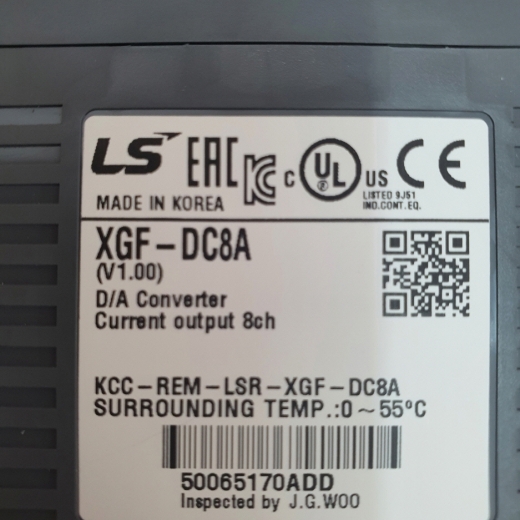 LS EAC KC c UL US CE
LISTED 9J51
IND.CONT.EQ.
MADE IN KOREA
XGF-DC8A
(V1.00)
D/A Converter
Current output 8ch
KCC-REM-LSR-XGF-DC8A
SURROUNDING TEMP.:0~55°C
50065170ADD
Inspected by J.G.WOO